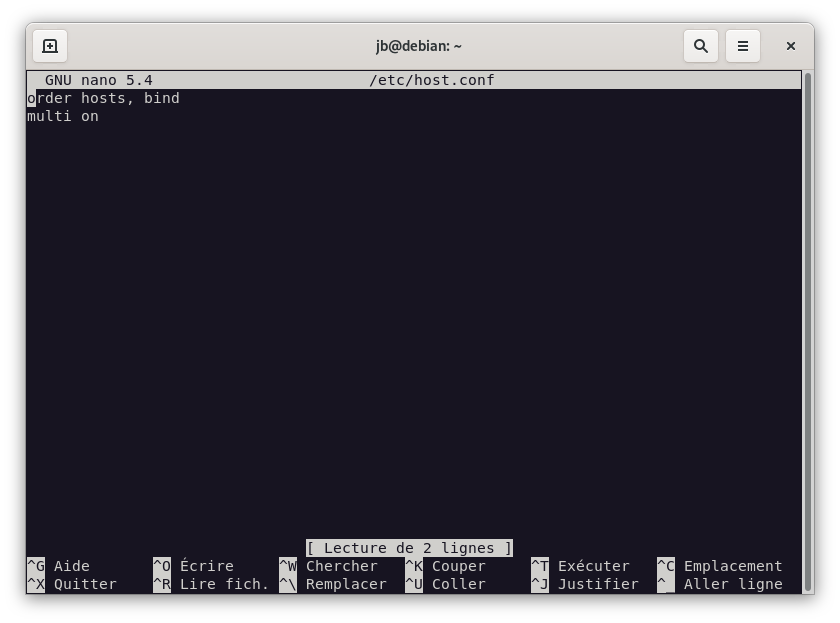 jb@debian: ~
GNU nano 5.4 /etc/host.conf
order hosts, bind
multi on
[ Lecture de 2 lignes ]
^G Aide ^O Écrire ^W Chercher ^K Couper ^T Exécuter ^C Emplacement
^X Quitter ^R Lire fich. ^\ Remplacer ^U Coller ^J Justifier ^_ Aller ligne